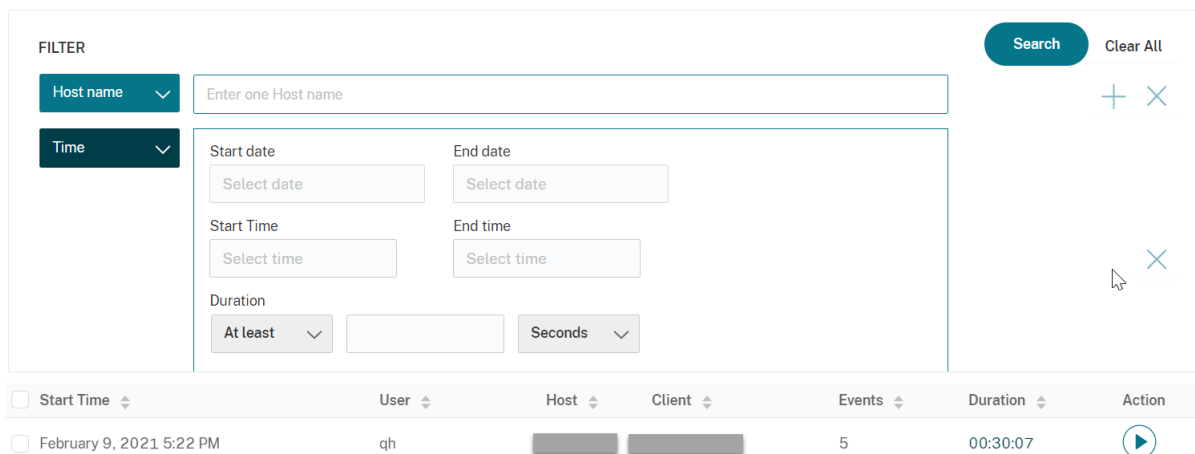 FILTER
Search
Clear All
Host name
Enter one Host name
Time
Start date
End date
Select date
Select date
Start Time
End time
Select time
Select time
Duration
At least
Seconds
Start Time
User
Host
Client
Events
Duration
Action
February 9, 2021 5:22 PM
qh
5
00:30:07